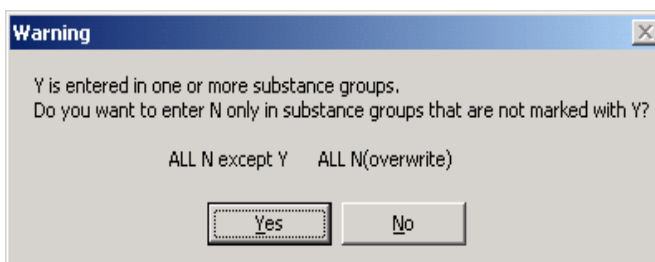 Warning
Y is entered in one or more substance groups.
Do you want to enter N only in substance groups that are not marked with Y?
ALL N except Y ALL N(overwrite)
Yes No